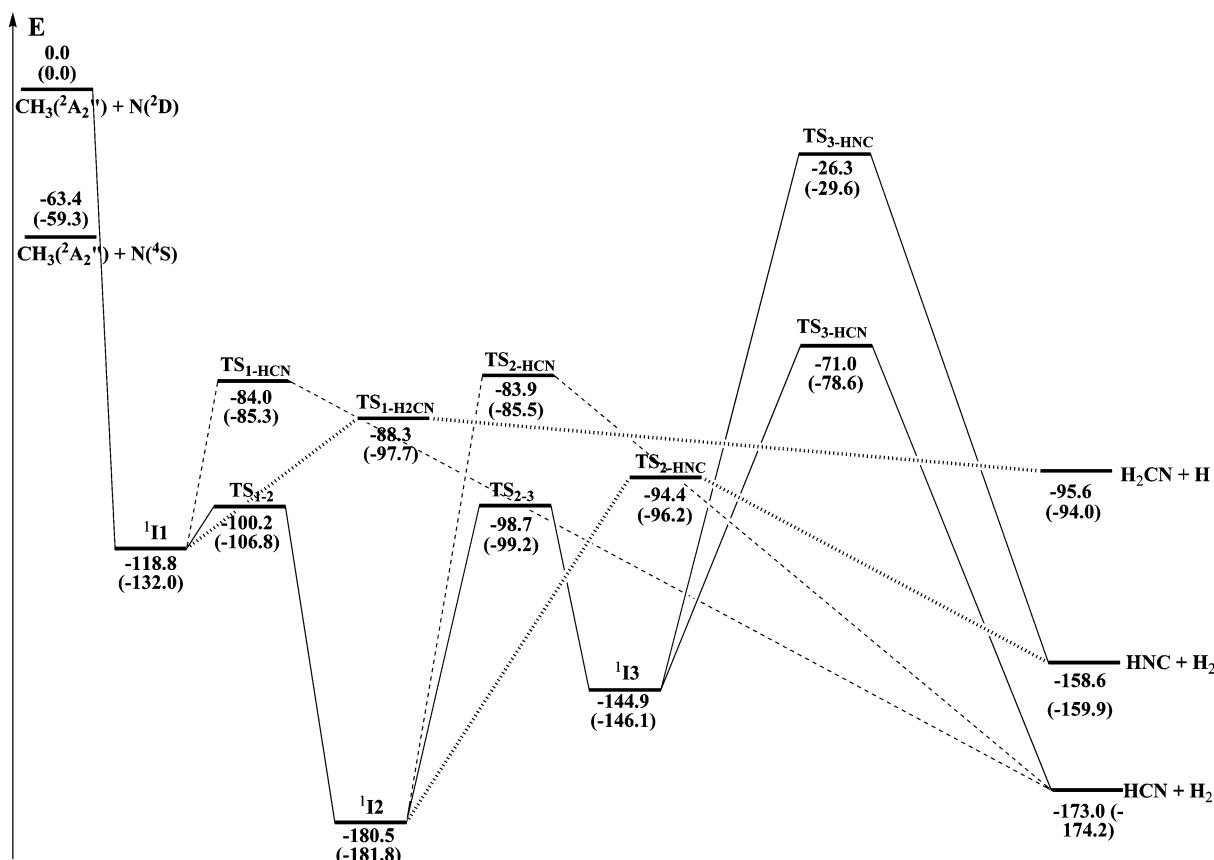 E
0.0
(0.0)
CH₃(²A₂'') + N(²D)
-63.4
(-59.3)
CH₃(²A₂'') + N(⁴S)
¹I1
-118.8
(-132.0)
TS₁₋HCN
-84.0
(-85.3)
TS₁₋₂
-100.2
(-106.8)
TS₁₋H2CN
-88.3
(-97.7)
¹I2
-180.5
(-181.8)
TS₂₋HCN
-83.9
(-85.5)
TS₂₋₃
-98.7
(-99.2)
TS₂₋HNC
-94.4
(-96.2)
¹I3
-144.9
(-146.1)
TS₃₋HNC
-26.3
(-29.6)
TS₃₋HCN
-71.0
(-78.6)
H₂CN + H
-95.6
(-94.0)
HNC + H₂
-158.6
(-159.9)
HCN + H₂
-173.0 (-
174.2)